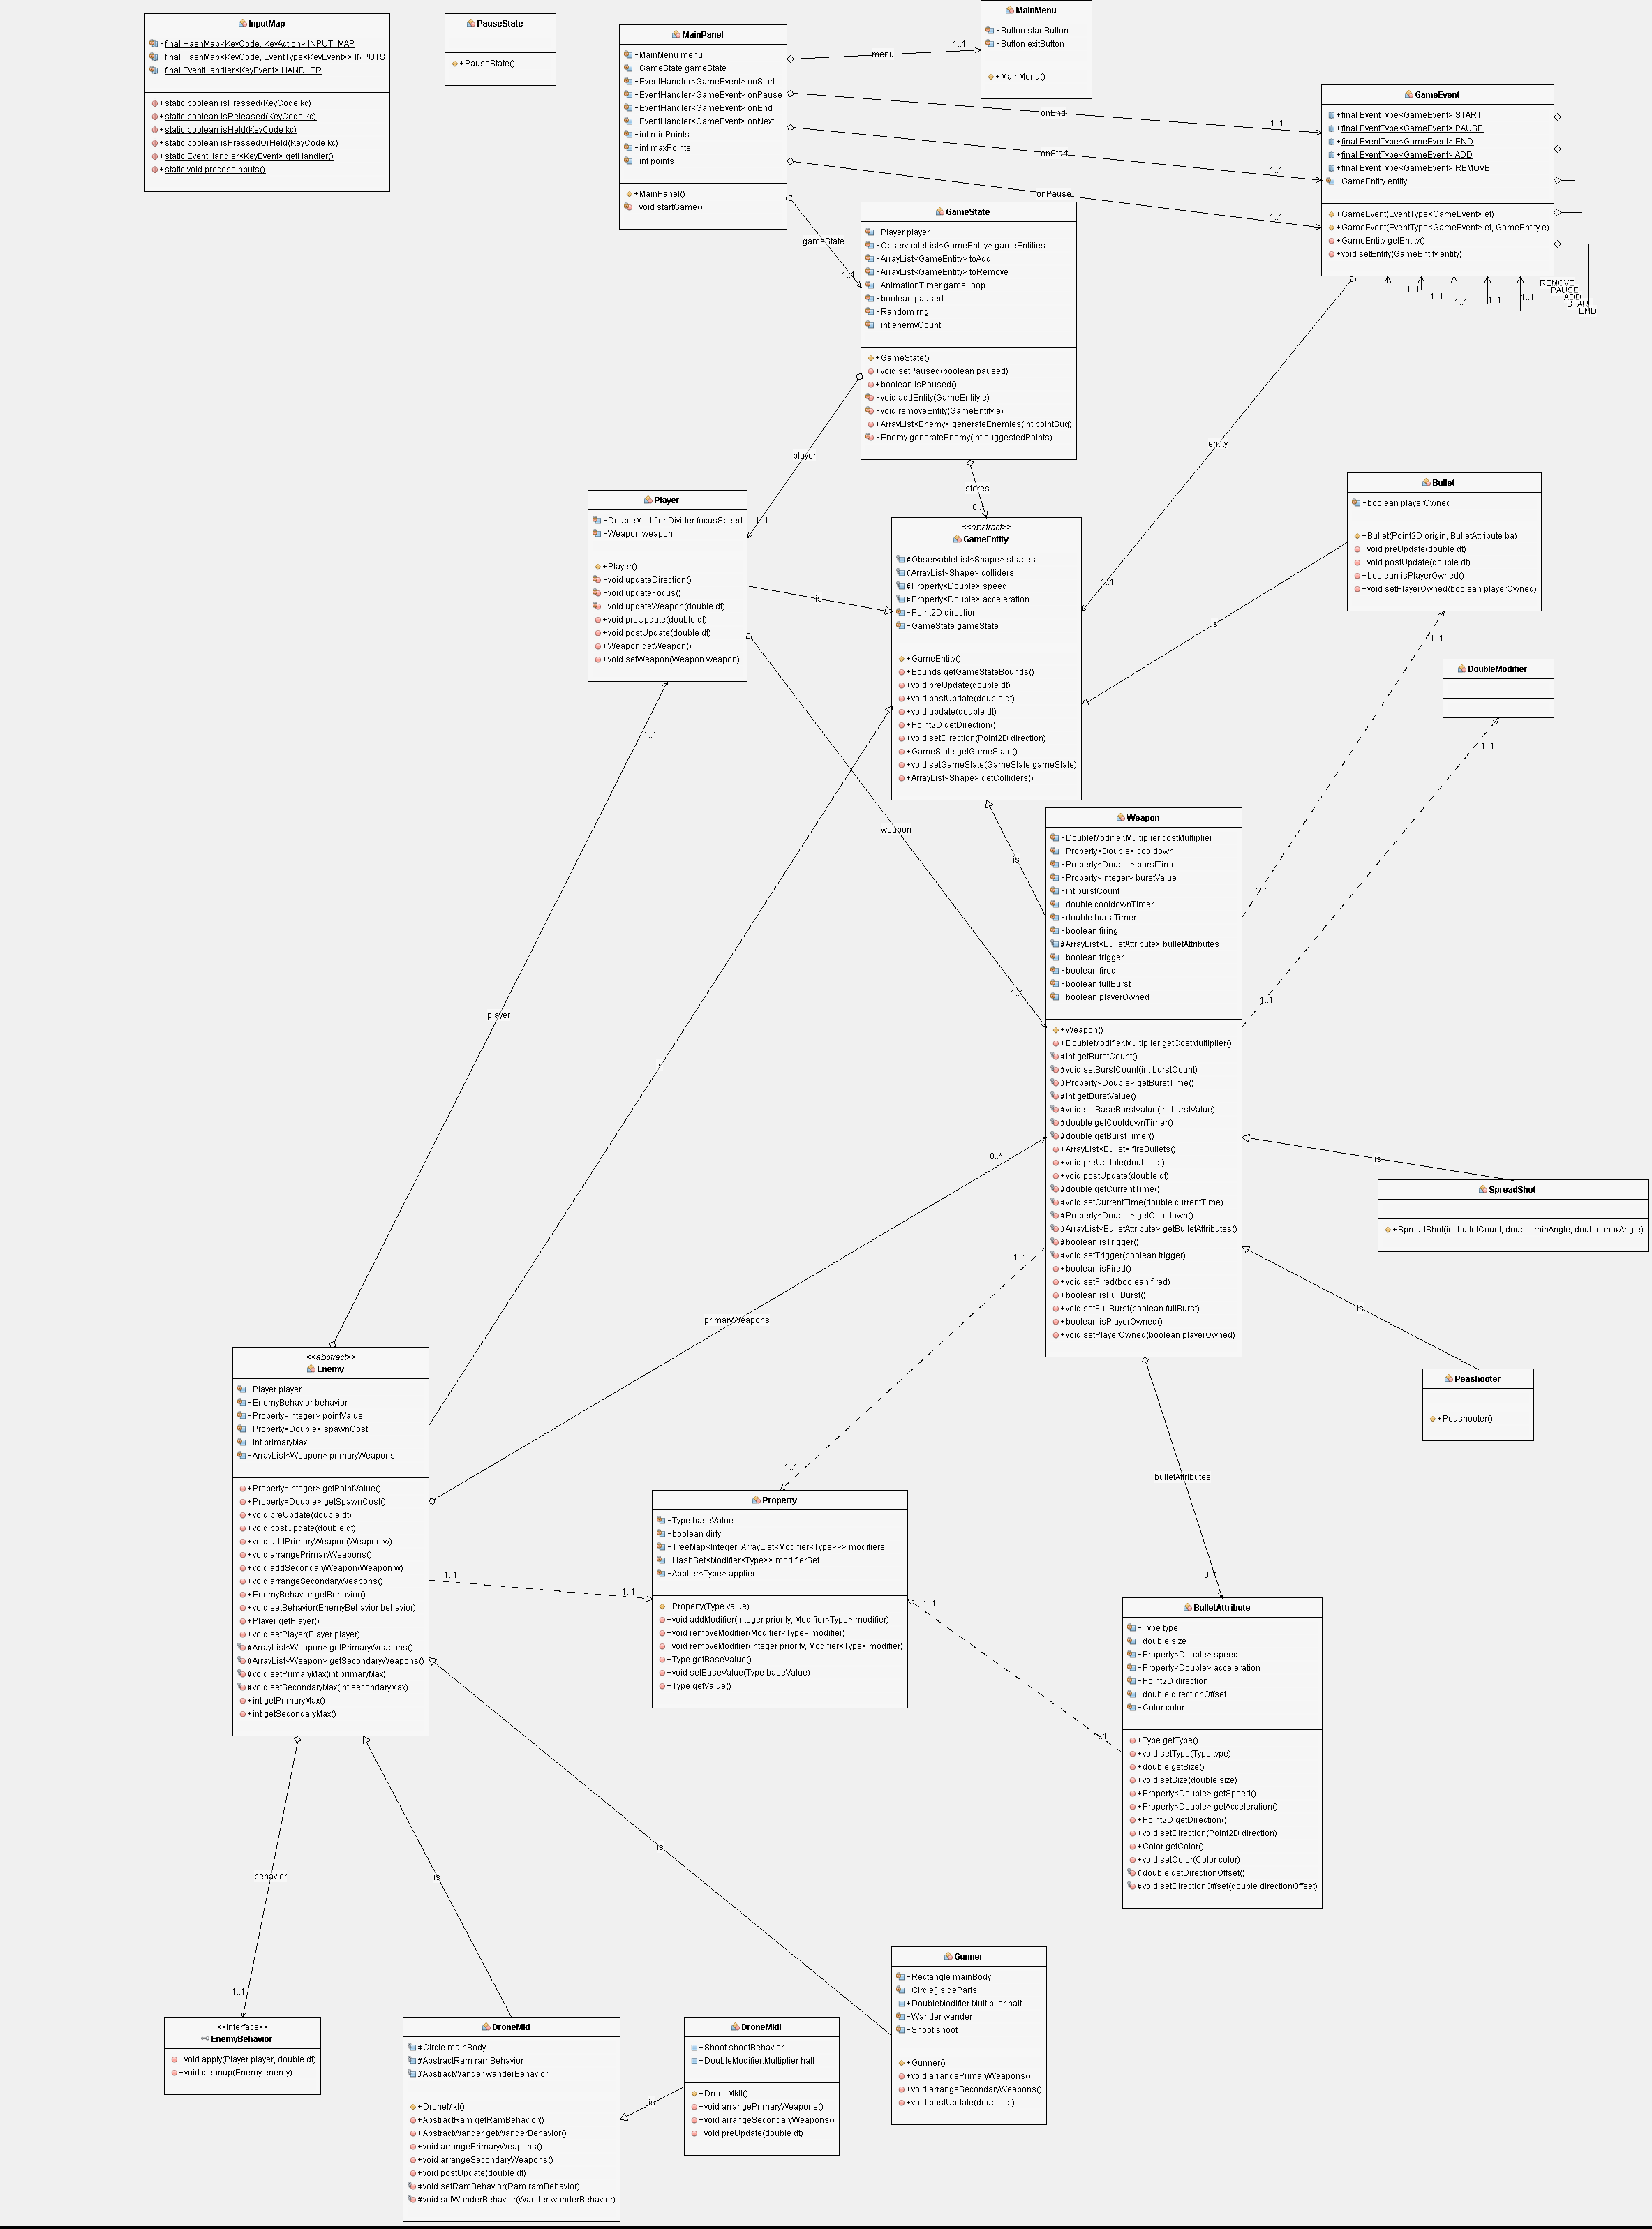 InputMap
-final HashMap<KeyCode, KeyAction> INPUT_MAP
-final HashMap<KeyCode, EventType<KeyEvent>> INPUTS
-final EventHandler<KeyEvent> HANDLER
+static boolean isPressed(KeyCode kc)
+static boolean isReleased(KeyCode kc)
+static boolean isHeld(KeyCode kc)
+static boolean isPressedOrHeld(KeyCode kc)
+static EventHandler<KeyEvent> getHandler()
+static void processInputs()
PauseState
+PauseState()
MainPanel
-MainMenu menu
-GameState gameState
-EventHandler<GameEvent> onStart
-EventHandler<GameEvent> onPause
-EventHandler<GameEvent> onEnd
-EventHandler<GameEvent> onNext
-int minPoints
-int maxPoints
-int points
+MainPanel()
-void startGame()
menu
1..1
MainMenu
-Button startButton
-Button exitButton
+MainMenu()
onEnd
1..1
onStart
1..1
onPause
1..1
gameState
1..1
GameEvent
+final EventType<GameEvent> START
+final EventType<GameEvent> PAUSE
+final EventType<GameEvent> END
+final EventType<GameEvent> ADD
+final EventType<GameEvent> REMOVE
-GameEntity entity
+GameEvent(EventType<GameEvent> et)
+GameEvent(EventType<GameEvent> et, GameEntity e)
+GameEntity getEntity()
+void setEntity(GameEntity entity)
REMOVE
1..1
PAUSE
1..1
ADD
1..1
START
1..1
END
1..1
GameState
-Player player
-ObservableList<GameEntity> gameEntities
-ArrayList<GameEntity> toAdd
-ArrayList<GameEntity> toRemove
-AnimationTimer gameLoop
-boolean paused
-Random rng
-int enemyCount
+GameState()
+void setPaused(boolean paused)
+boolean isPaused()
-void addEntity(GameEntity e)
-void removeEntity(GameEntity e)
+ArrayList<Enemy> generateEnemies(int pointSug)
-Enemy generateEnemy(int suggestedPoints)
player
1..1
stores
0..*
entity
1..1
Player
-DoubleModifier.Divider focusSpeed
-Weapon weapon
+Player()
-void updateDirection()
-void updateFocus()
-void updateWeapon(double dt)
+void preUpdate(double dt)
+void postUpdate(double dt)
+Weapon getWeapon()
+void setWeapon(Weapon weapon)
is
<<abstract>>
GameEntity
#ObservableList<Shape> shapes
#ArrayList<Shape> colliders
#Property<Double> speed
#Property<Double> acceleration
-Point2D direction
-GameState gameState
+GameEntity()
+Bounds getGameStateBounds()
+void preUpdate(double dt)
+void postUpdate(double dt)
+void update(double dt)
+Point2D getDirection()
+void setDirection(Point2D direction)
+GameState getGameState()
+void setGameState(GameState gameState)
+ArrayList<Shape> getColliders()
Bullet
-boolean playerOwned
+Bullet(Point2D origin, BulletAttribute ba)
+void preUpdate(double dt)
+void postUpdate(double dt)
+boolean isPlayerOwned()
+void setPlayerOwned(boolean playerOwned)
is
1..1
DoubleModifier
1..1
1..1
weapon
is
1..1
1..1
1..1
Weapon
-DoubleModifier.Multiplier costMultiplier
-Property<Double> cooldown
-Property<Double> burstTime
-Property<Integer> burstValue
-int burstCount
-double cooldownTimer
-double burstTimer
-boolean firing
#ArrayList<BulletAttribute> bulletAttributes
-boolean trigger
-boolean fired
-boolean fullBurst
-boolean playerOwned
+Weapon()
+DoubleModifier.Multiplier getCostMultiplier()
#int getBurstCount()
#void setBurstCount(int burstCount)
#Property<Double> getBurstTime()
#int getBurstValue()
#void setBaseBurstValue(int burstValue)
#double getCooldownTimer()
#double getBurstTimer()
+ArrayList<Bullet> fireBullets()
+void preUpdate(double dt)
+void postUpdate(double dt)
#double getCurrentTime()
#void setCurrentTime(double currentTime)
#Property<Double> getCooldown()
#ArrayList<BulletAttribute> getBulletAttributes()
#boolean isTrigger()
#void setTrigger(boolean trigger)
+boolean isFired()
+void setFired(boolean fired)
+boolean isFullBurst()
+void setFullBurst(boolean fullBurst)
+boolean isPlayerOwned()
+void setPlayerOwned(boolean playerOwned)
player
is
0..*
primaryWeapons
1..1
is
SpreadShot
+SpreadShot(int bulletCount, double minAngle, double maxAngle)
is
Peashooter
+Peashooter()
<<abstract>>
Enemy
-Player player
-EnemyBehavior behavior
-Property<Integer> pointValue
-Property<Double> spawnCost
-int primaryMax
-ArrayList<Weapon> primaryWeapons
+Property<Integer> getPointValue()
+Property<Double> getSpawnCost()
+void preUpdate(double dt)
+void postUpdate(double dt)
+void addPrimaryWeapon(Weapon w)
+void arrangePrimaryWeapons()
+void addSecondaryWeapon(Weapon w)
+void arrangeSecondaryWeapons()
+EnemyBehavior getBehavior()
+void setBehavior(EnemyBehavior behavior)
+Player getPlayer()
+void setPlayer(Player player)
#ArrayList<Weapon> getPrimaryWeapons()
#ArrayList<Weapon> getSecondaryWeapons()
#void setPrimaryMax(int primaryMax)
#void setSecondaryMax(int secondaryMax)
+int getPrimaryMax()
+int getSecondaryMax()
1..1
1..1
1..1
Property
-Type baseValue
-boolean dirty
-TreeMap<Integer, ArrayList<Modifier<Type>>> modifiers
-HashSet<Modifier<Type>> modifierSet
-Applier<Type> applier
+Property(Type value)
+void addModifier(Integer priority, Modifier<Type> modifier)
+void removeModifier(Modifier<Type> modifier)
+void removeModifier(Integer priority, Modifier<Type> modifier)
+Type getBaseValue()
+void setBaseValue(Type baseValue)
+Type getValue()
bulletAttributes
0..*
1..1
1..1
BulletAttribute
-Type type
-double size
-Property<Double> speed
-Property<Double> acceleration
-Point2D direction
-double directionOffset
-Color color
+Type getType()
+void setType(Type type)
+double getSize()
+void setSize(double size)
+Property<Double> getSpeed()
+Property<Double> getAcceleration()
+Point2D getDirection()
+void setDirection(Point2D direction)
+Color getColor()
+void setColor(Color color)
#double getDirectionOffset()
#void setDirectionOffset(double directionOffset)
behavior
1..1
is
is
<<interface>>
EnemyBehavior
+void apply(Player player, double dt)
+void cleanup(Enemy enemy)
DroneMkI
#Circle mainBody
#AbstractRam ramBehavior
#AbstractWander wanderBehavior
+DroneMkI()
+AbstractRam getRamBehavior()
+AbstractWander getWanderBehavior()
+void arrangePrimaryWeapons()
+void arrangeSecondaryWeapons()
+void postUpdate(double dt)
#void setRamBehavior(Ram ramBehavior)
#void setWanderBehavior(Wander wanderBehavior)
is
DroneMkII
+Shoot shootBehavior
+DoubleModifier.Multiplier halt
+DroneMkII()
+void arrangePrimaryWeapons()
+void arrangeSecondaryWeapons()
+void preUpdate(double dt)
Gunner
-Rectangle mainBody
-Circle[] sideParts
+DoubleModifier.Multiplier halt
-Wander wander
-Shoot shoot
+Gunner()
+void arrangePrimaryWeapons()
+void arrangeSecondaryWeapons()
+void postUpdate(double dt)